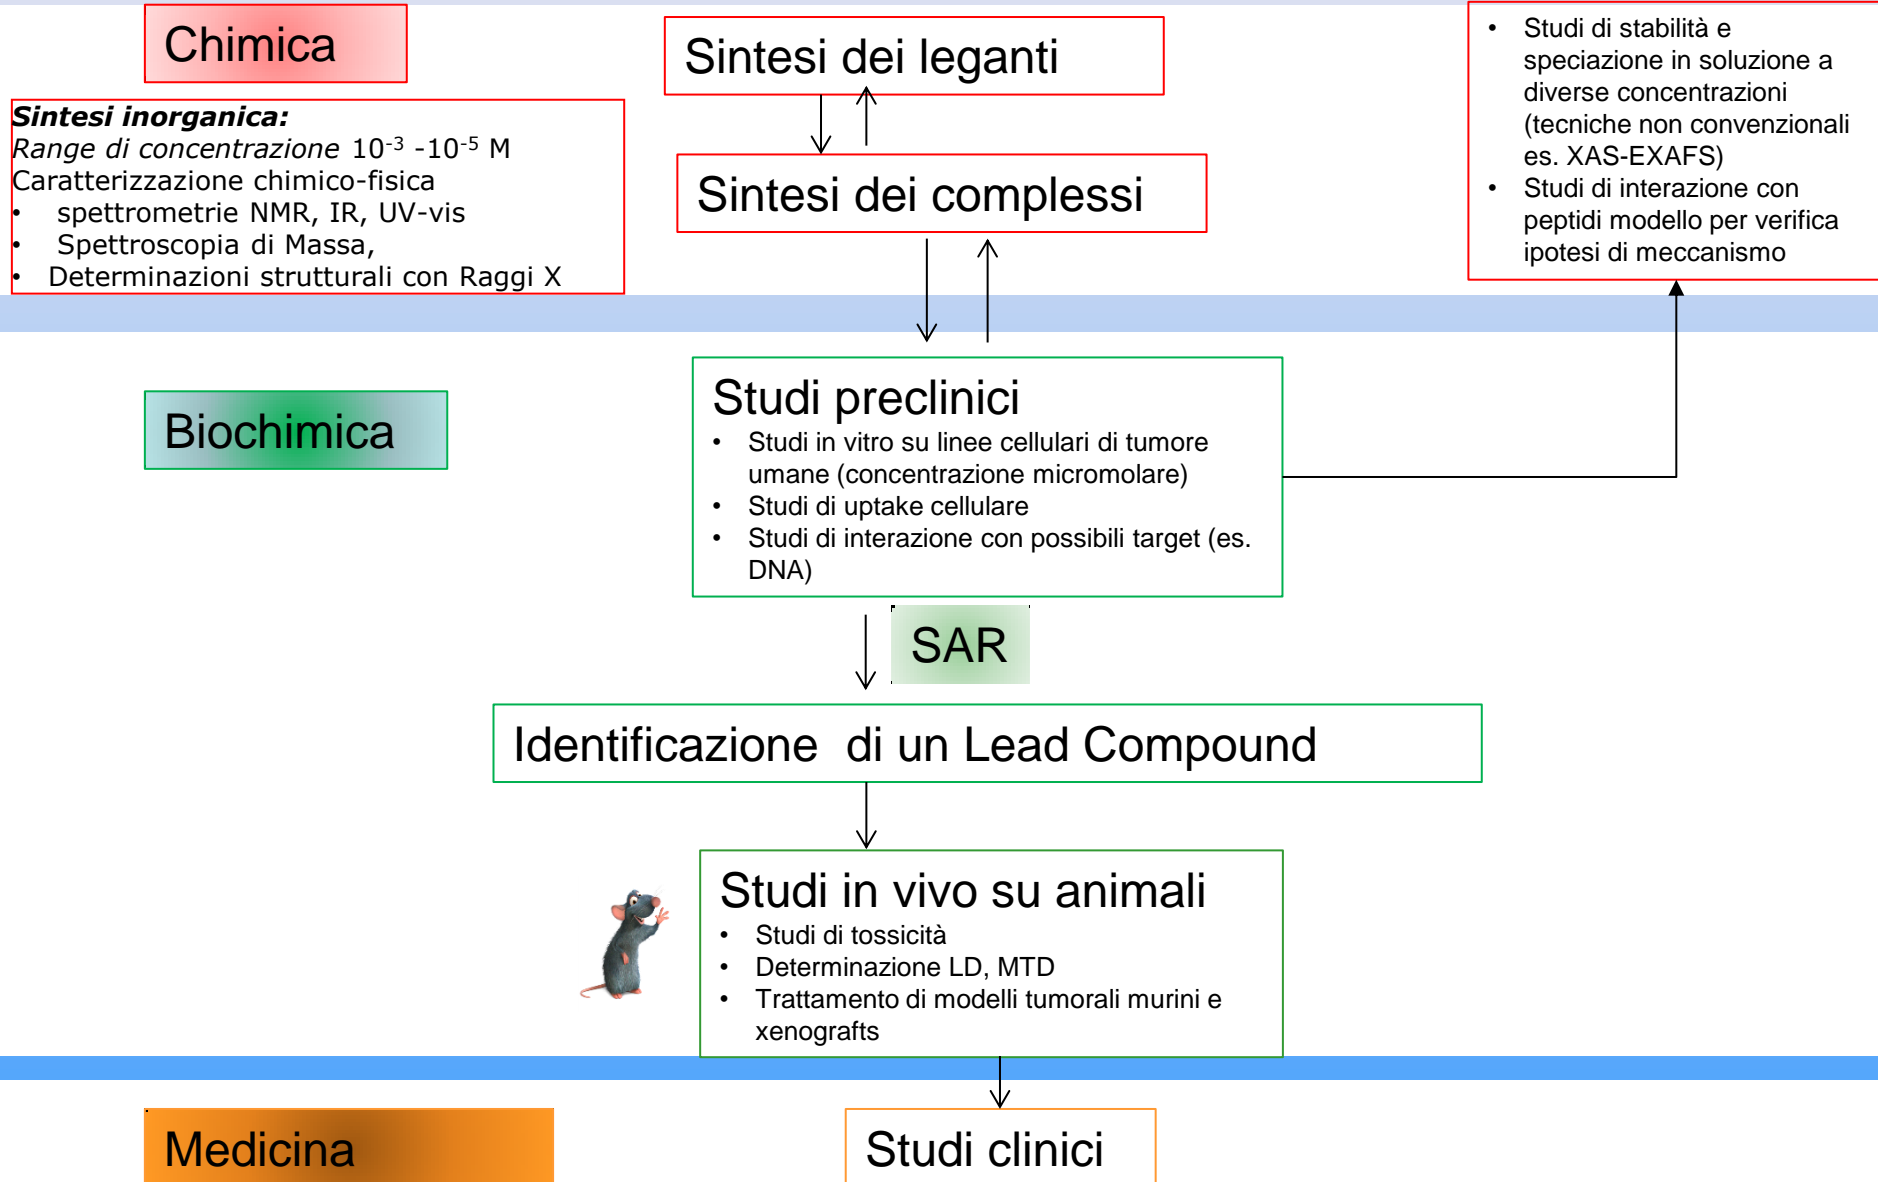 Chimica
Sintesi inorganica:
Range di concentrazione 10⁻³ -10⁻⁵ M
Caratterizzazione chimico-fisica
• spettrometrie NMR, IR, UV-vis
• Spettroscopia di Massa,
• Determinazioni strutturali con Raggi X
Sintesi dei leganti
Sintesi dei complessi
• Studi di stabilità e
speciazione in soluzione a
diverse concentrazioni
(tecniche non convenzionali
es. XAS-EXAFS)
• Studi di interazione con
peptidi modello per verifica
ipotesi di meccanismo
Biochimica
Studi preclinici
• Studi in vitro su linee cellulari di tumore
umane (concentrazione micromolare)
• Studi di uptake cellulare
• Studi di interazione con possibili target (es.
DNA)
SAR
Identificazione di un Lead Compound
Studi in vivo su animali
• Studi di tossicità
• Determinazione LD, MTD
• Trattamento di modelli tumorali murini e
xenografts
Medicina
Studi clinici